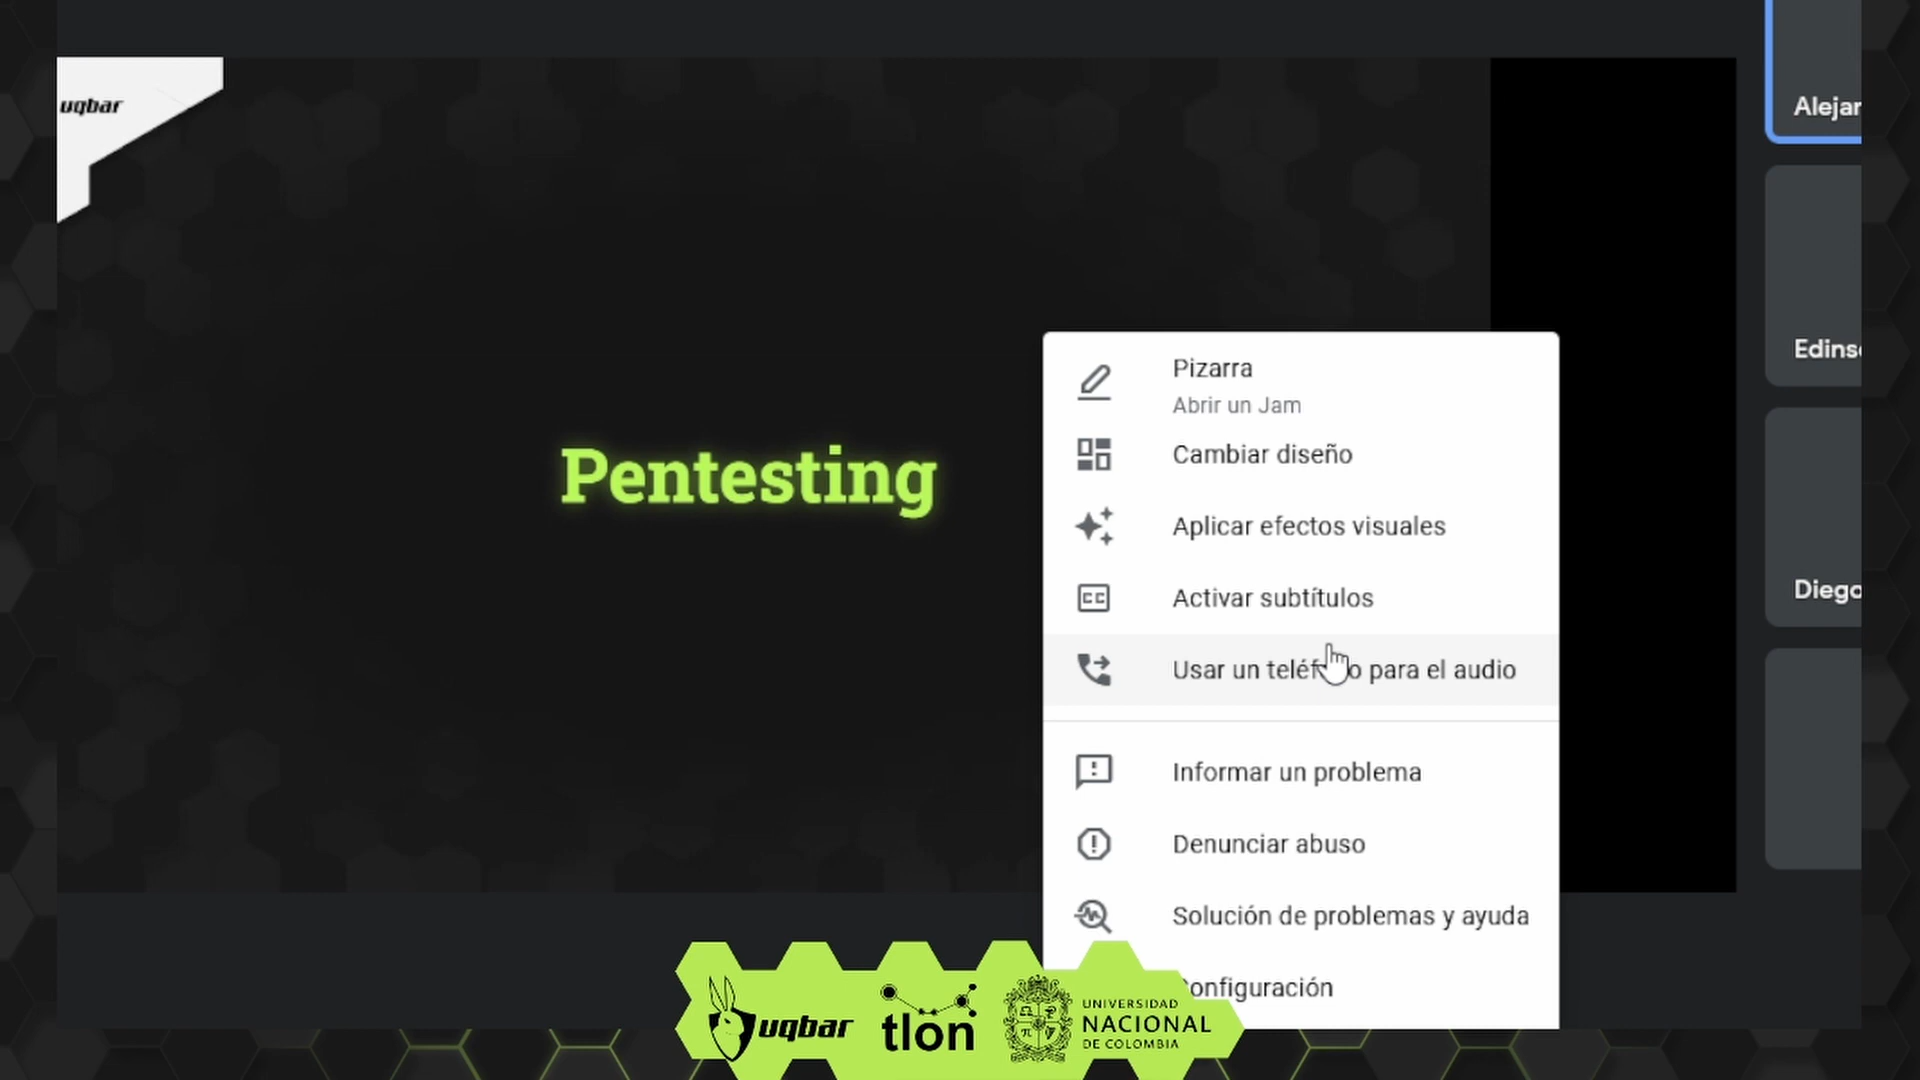 uqbar
Alejar
Edins
Diego
Pentesting
Pizarra
Abrir un Jam
Cambiar diseño
Aplicar efectos visuales
Activar subtítulos
Usar un teléfono para el audio
Informar un problema
Denunciar abuso
Solución de problemas y ayuda
onfiguración
uqbar
tlon
UNIVERSIDAD
NACIONAL
DE COLOMBIA